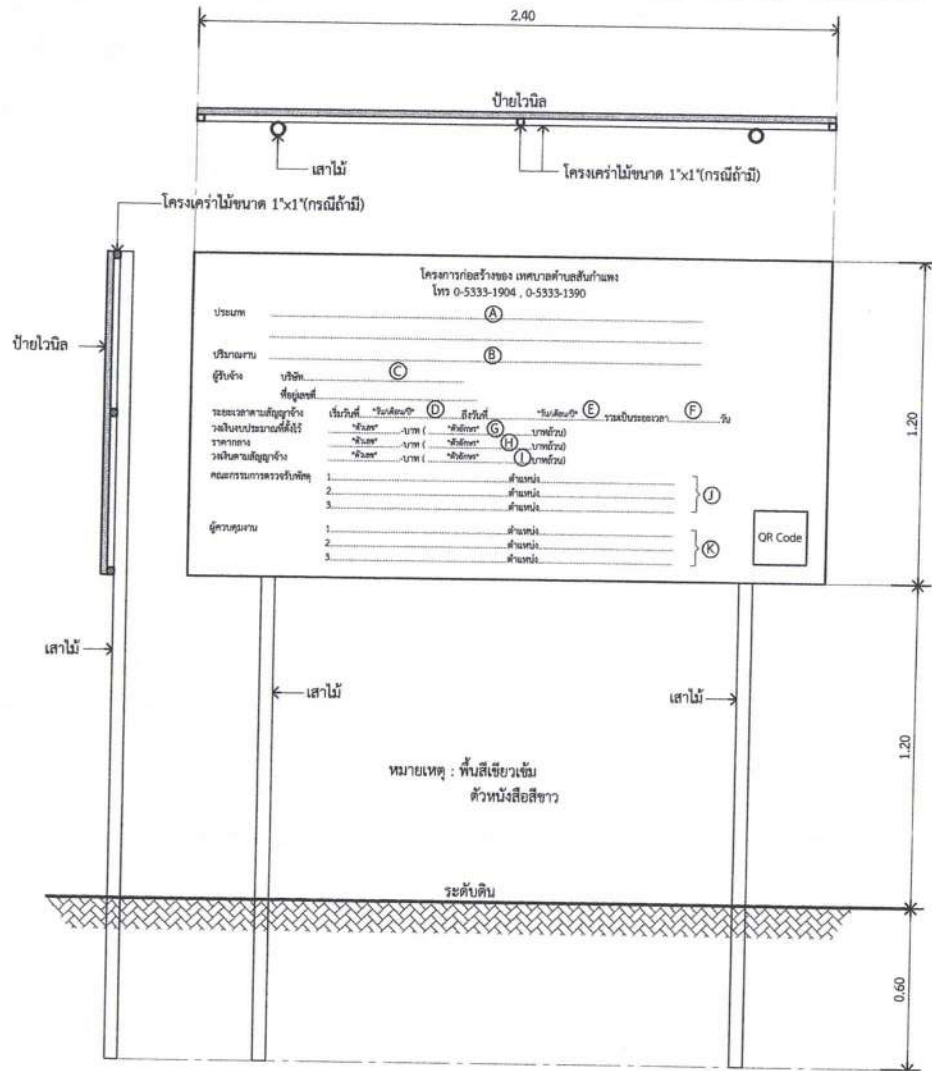 2.40
ป้ายไวนิล
เสาไม้
โครงเคร่าไม้ขนาด 1"x1"(กรณีถ้ามี)
โครงเคร่าไม้ขนาด 1"x1"(กรณีถ้ามี)
ป้ายไวนิล
โครงการก่อสร้างของ เทศบาลตำบลสันกำแพง
โทร 0-5333-1904 , 0-5333-1390
ประเภท A
ปริมาณงาน B
ผู้รับจ้าง บริษัท C
ที่อยู่เลขที่
ระยะเวลาตามสัญญาจ้าง เริ่มวันที่ "วัน/เดือน/ปี" D ถึงวันที่ "วัน/เดือน/ปี" E รวมเป็นระยะเวลา F วัน
วงเงินงบประมาณที่ตั้งไว้ "ตัวเลข" .-บาท ( "ตัวอักษร" G บาทถ้วน)
ราคากลาง "ตัวเลข" .-บาท ( "ตัวอักษร" H บาทถ้วน)
วงเงินตามสัญญาจ้าง "ตัวเลข" .-บาท ( "ตัวอักษร" I บาทถ้วน)
คณะกรรมการตรวจรับพัสดุ 1 ตำแหน่ง
2 ตำแหน่ง J
3 ตำแหน่ง
ผู้ควบคุมงาน 1 ตำแหน่ง
2 ตำแหน่ง K
3 ตำแหน่ง
QR Code
1.20
เสาไม้
เสาไม้
เสาไม้
1.20
หมายเหตุ : พื้นสีเขียวเข้ม
ตัวหนังสือสีขาว
ระดับดิน
0.60